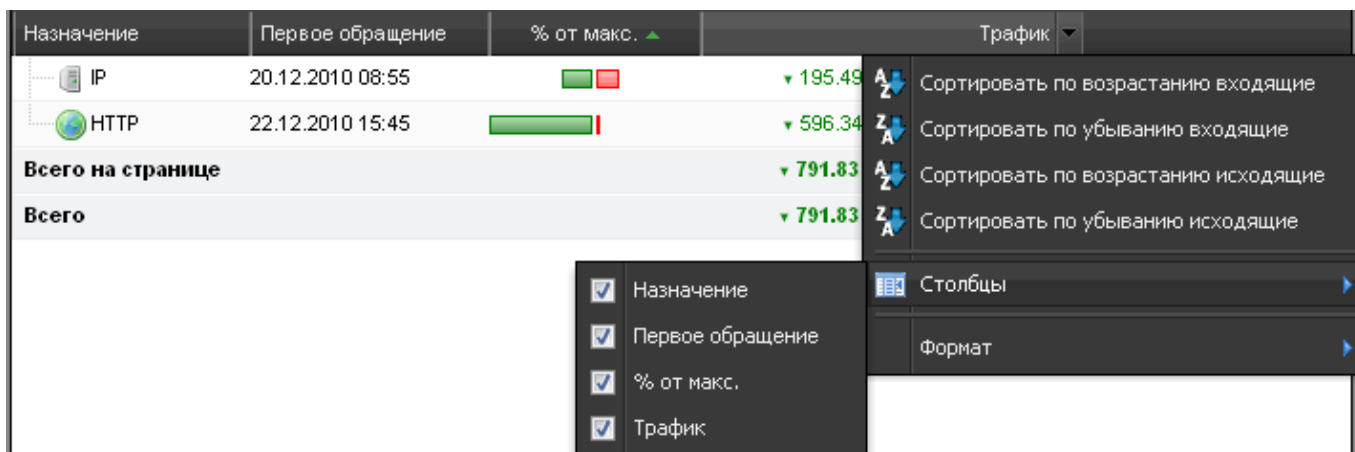 Назначение Первое обращение % от макс. Трафик
IP 20.12.2010 08:55 195.49
Сортировать по возрастанию входящие
HTTP 22.12.2010 15:45 596.34
Сортировать по убыванию входящие
Всего на странице 791.83
Сортировать по возрастанию исходящие
Всего 791.83
Сортировать по убыванию исходящие
Столбцы
Назначение
Первое обращение
Формат
% от макс.
Трафик